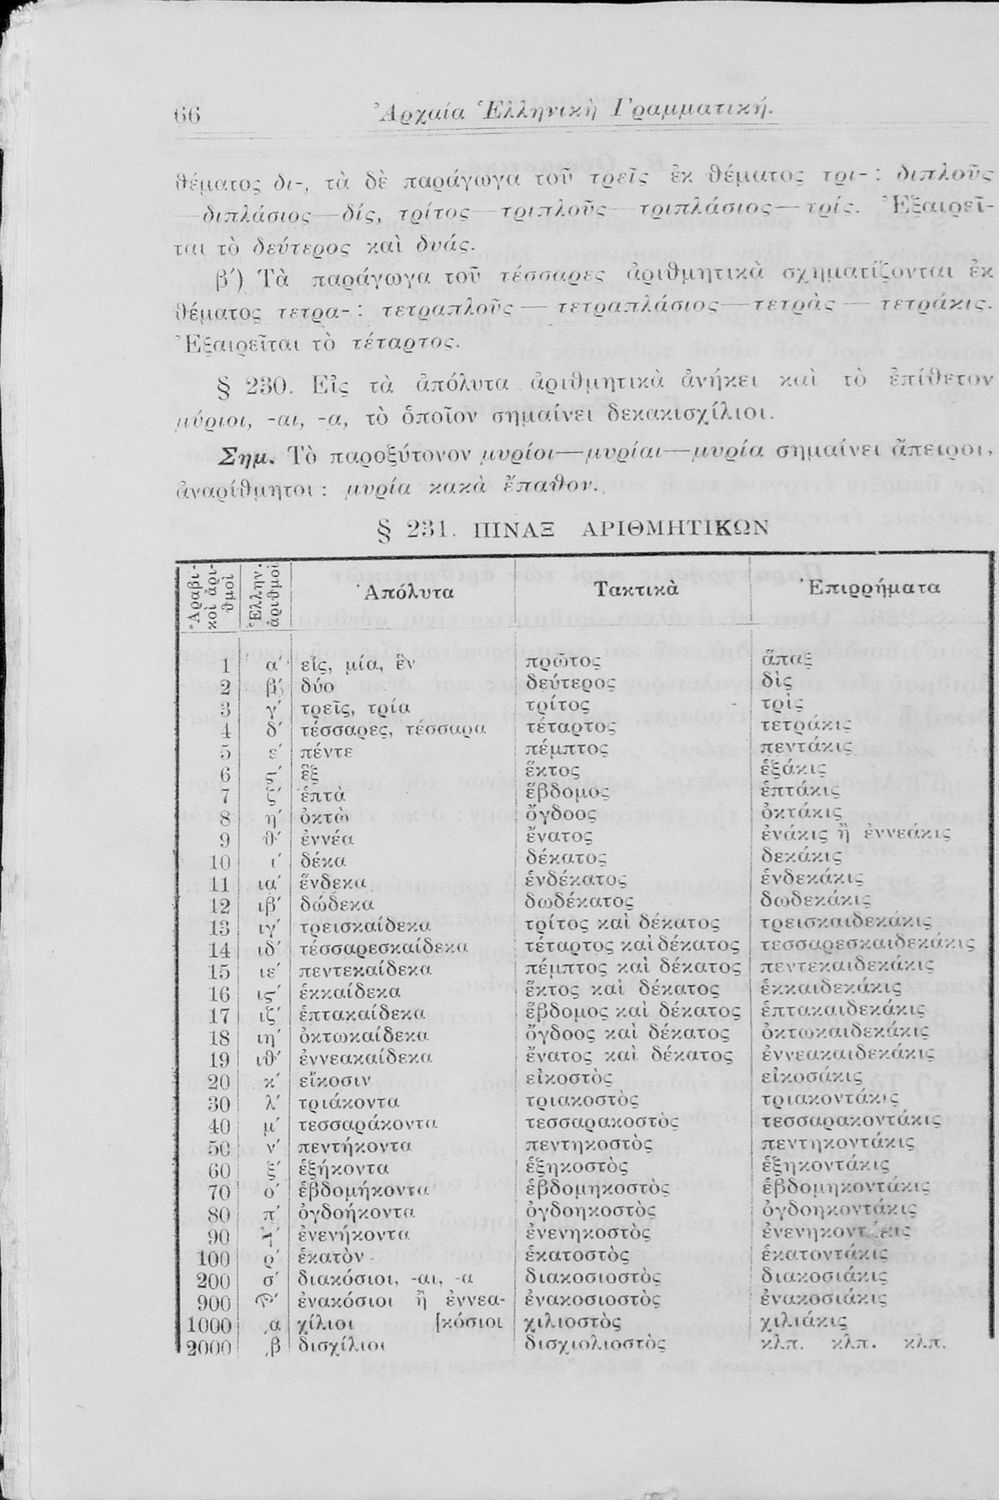 66 Ἀρχαία Ἑλληνικὴ Γραμματική.
θέματος δι-, τὰ δὲ παράγωγα τοῦ τρεῖς ἐκ θέματος τρι- : διπλοῦς
—διπλάσιος—δίς, τρίτος—τριπλοῦς—τριπλάσιος—τρίς. Ἐξαιρεῖ-
ται τὸ δεύτερος καὶ δυάς.
β΄) Τὰ παράγωγα τοῦ τέσσαρες ἀριθμητικὰ σχηματίζονται ἐκ
θέματος τετρα- : τετραπλοῦς — τετραπλάσιος—τετρὰς — τετράκις.
Ἐξαιρεῖται τὸ τέταρτος.
§ 230. Εἰς τὰ ἀπόλυτα ἀριθμητικὰ ἀνήκει καὶ τὸ ἐπίθετον
μύριοι, -αι, -α, τὸ ὁποῖον σημαίνει δεκακισχίλιοι.
Σημ. Τὸ παροξύτονον μυρίοι—μυρίαι—μυρία σημαίνει ἄπειροι,
ἀναρίθμητοι : μυρία κακὰ ἔπαθον.
§ 231. ΠΙΝΑΞ ΑΡΙΘΜΗΤΙΚΩΝ
Ἀραβι-κοὶ ἀρι-θμοὶ Ἑλλην. ἀριθμοὶ Ἀπόλυτα Τακτικὰ Ἐπιρρήματα
1 α΄ εἷς, μία, ἓν πρῶτος ἅπαξ
2 β΄ δύο δεύτερος δὶς
3 γ΄ τρεῖς, τρία τρίτος τρὶς
4 δ΄ τέσσαρες, τέσσαρα τέταρτος τετράκις
5 ε΄ πέντε πέμπτος πεντάκις
6 ς΄ ἓξ ἕκτος ἑξάκις
7 ζ΄ ἑπτὰ ἕβδομος ἑπτάκις
8 η΄ ὀκτὼ ὄγδοος ὀκτάκις
9 θ΄ ἐννέα ἔνατος ἐνάκις ἢ ἐννεάκις
10 ι΄ δέκα δέκατος δεκάκις
11 ια΄ ἕνδεκα ἑνδέκατος ἑνδεκάκις
12 ιβ΄ δώδεκα δωδέκατος δωδεκάκις
13 ιγ΄ τρεισκαίδεκα τρίτος καὶ δέκατος τρεισκαιδεκάκις
14 ιδ΄ τέσσαρεσκαίδεκα τέταρτος καὶ δέκατος τεσσαρεσκαιδεκάκις
15 ιε΄ πεντεκαίδεκα πέμπτος καὶ δέκατος πεντεκαιδεκάκις
16 ις΄ ἑκκαίδεκα ἕκτος καὶ δέκατος ἑκκαιδεκάκις
17 ιζ΄ ἑπτακαίδεκα ἕβδομος καὶ δέκατος ἑπτακαιδεκάκις
18 ιη΄ ὀκτωκαίδεκα ὄγδοος καὶ δέκατος ὀκτωκαιδεκάκις
19 ιθ΄ ἐννεακαίδεκα ἔνατος καὶ δέκατος ἐννεακαιδεκάκις
20 κ΄ εἴκοσιν εἰκοστὸς εἰκοσάκις
30 λ΄ τριάκοντα τριακοστὸς τριακοντάκις
40 μ΄ τεσσαράκοντα τεσσαρακοστὸς τεσσαρακοντάκις
50 ν΄ πεντήκοντα πεντηκοστὸς πεντηκοντάκις
60 ξ΄ ἑξήκοντα ἑξηκοστὸς ἑξηκοντάκις
70 ο΄ ἑβδομήκοντα ἑβδομηκοστὸς ἑβδομηκοντάκις
80 π΄ ὀγδοήκοντα ὀγδοηκοστὸς ὀγδοηκοντάκις
90 ϟ΄ ἐνενήκοντα ἐνενηκοστὸς ἐνενηκοντάκις
100 ρ΄ ἑκατὸν ἑκατοστὸς ἑκατοντάκις
200 σ΄ διακόσιοι, -αι, -α διακοσιοστὸς διακοσιάκις
900 ϡ΄ ἐνακόσιοι ἢ ἐννεα- ἐνακοσιοστὸς ἐνακοσιάκις
1000 ͵α χίλιοι [κόσιοι χιλιοστὸς χιλιάκις
2000 ͵β δισχίλιοι δισχιολιοστὸς κλπ. κλπ. κλπ.